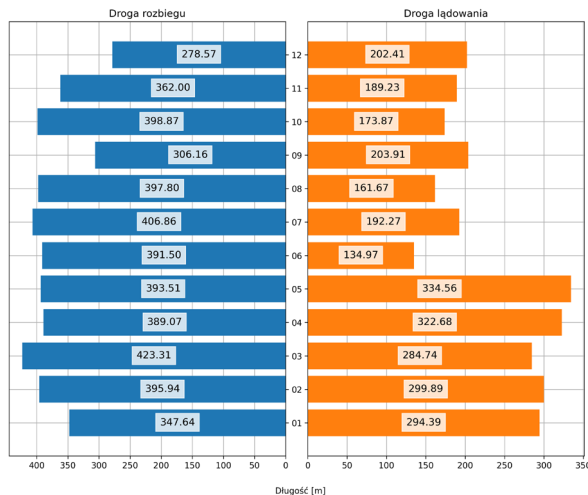 Droga rozbiegu Droga lądowania
278.57 12 202.41
362.00 11 189.23
398.87 10 173.87
306.16 09 203.91
397.80 08 161.67
406.86 07 192.27
391.50 06 134.97
393.51 05 334.56
389.07 04 322.68
423.31 03 284.74
395.94 02 299.89
347.64 01 294.39
400 350 300 250 200 150 100 50 0 0 50 100 150 200 250 300 350
Długość [m]